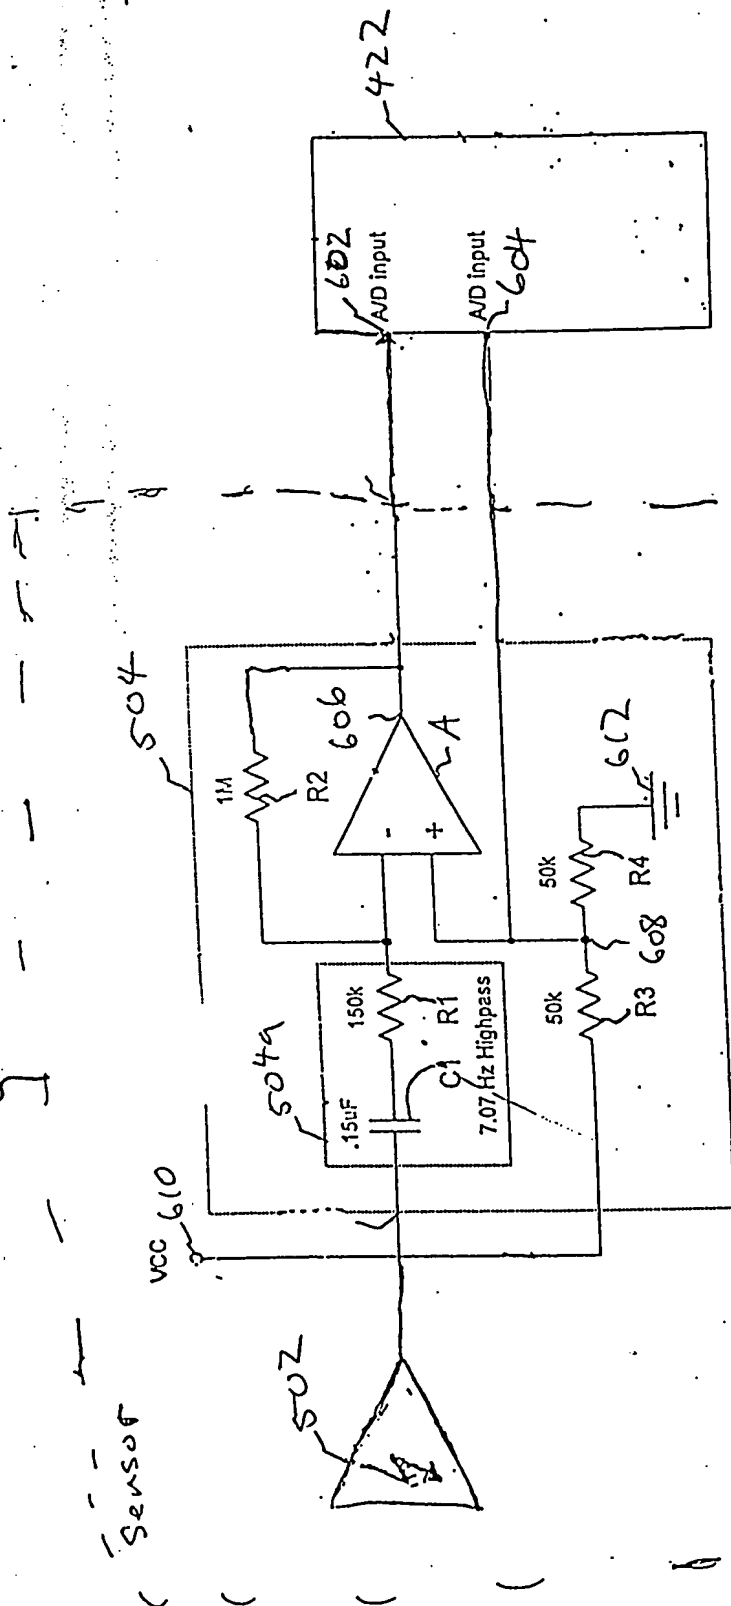 Sensor
502
VCC 610
504
504a
.15uF
150k
C1
R1
7.07 Hz Highpass
1M
R2
606
-
+
A
50k
R3
608
50k
R4
612
422
602
A/D input
A/D input
604